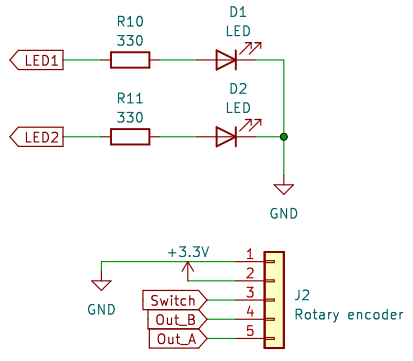 R10
330
D1
LED
LED1
R11
330
D2
LED
LED2
GND
+3.3V
1
2
GND
Switch
3
Out_B
4
Out_A
5
J2
Rotary encoder